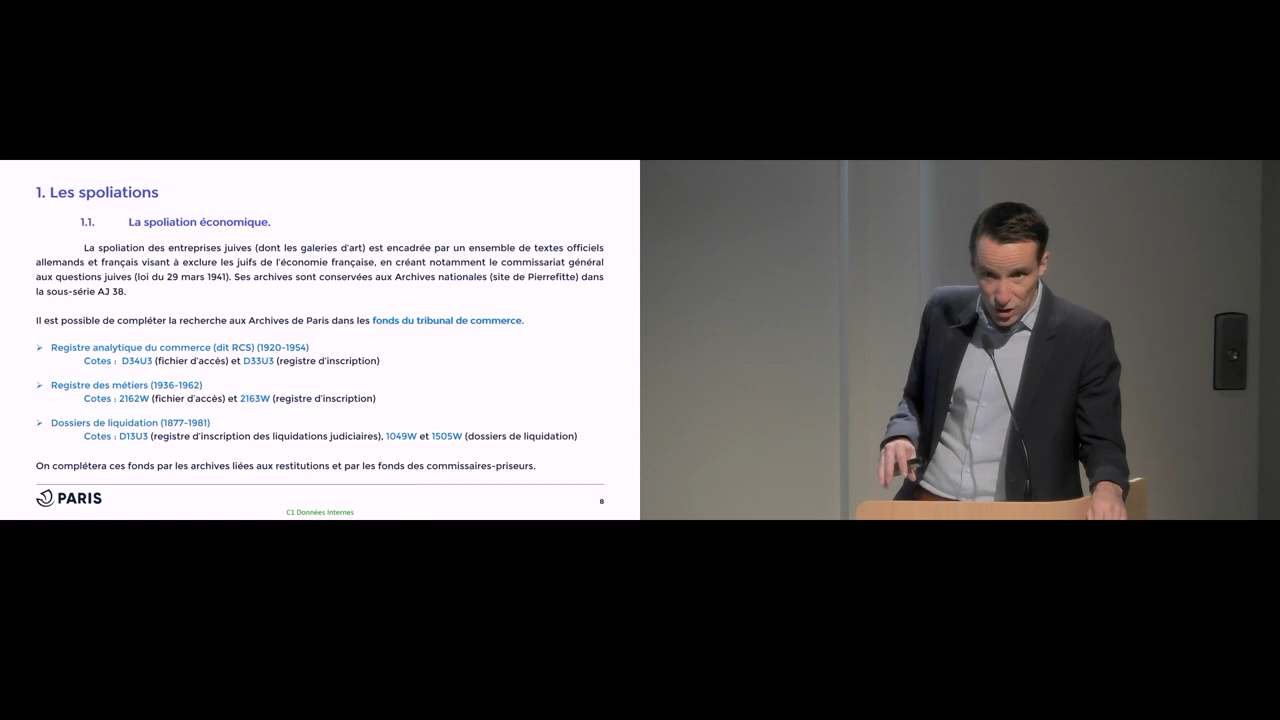 1. Les spoliations
1.1. La spoliation économique.
La spoliation des entreprises juives (dont les galeries d'art) est encadrée par un ensemble de textes officiels
allemands et français visant à exclure les juifs de l'économie française, en créant notamment le commissariat général
aux questions juives (loi du 29 mars 1941). Ses archives sont conservées aux Archives nationales (site de Pierrefitte) dans
la sous-série AJ 38.
Il est possible de compléter la recherche aux Archives de Paris dans les fonds du tribunal de commerce.
➢ Registre analytique du commerce (dit RCS) (1920-1954)
Cotes : D34U3 (fichier d'accès) et D33U3 (registre d'inscription)
➢ Registre des métiers (1936-1962)
Cotes : 2162W (fichier d'accès) et 2163W (registre d'inscription)
➢ Dossiers de liquidation (1877-1981)
Cotes : D13U3 (registre d'inscription des liquidations judiciaires), 1049W et 1505W (dossiers de liquidation)
On complétera ces fonds par les archives liées aux restitutions et par les fonds des commissaires-priseurs.
PARIS
8
C1 Données Internes